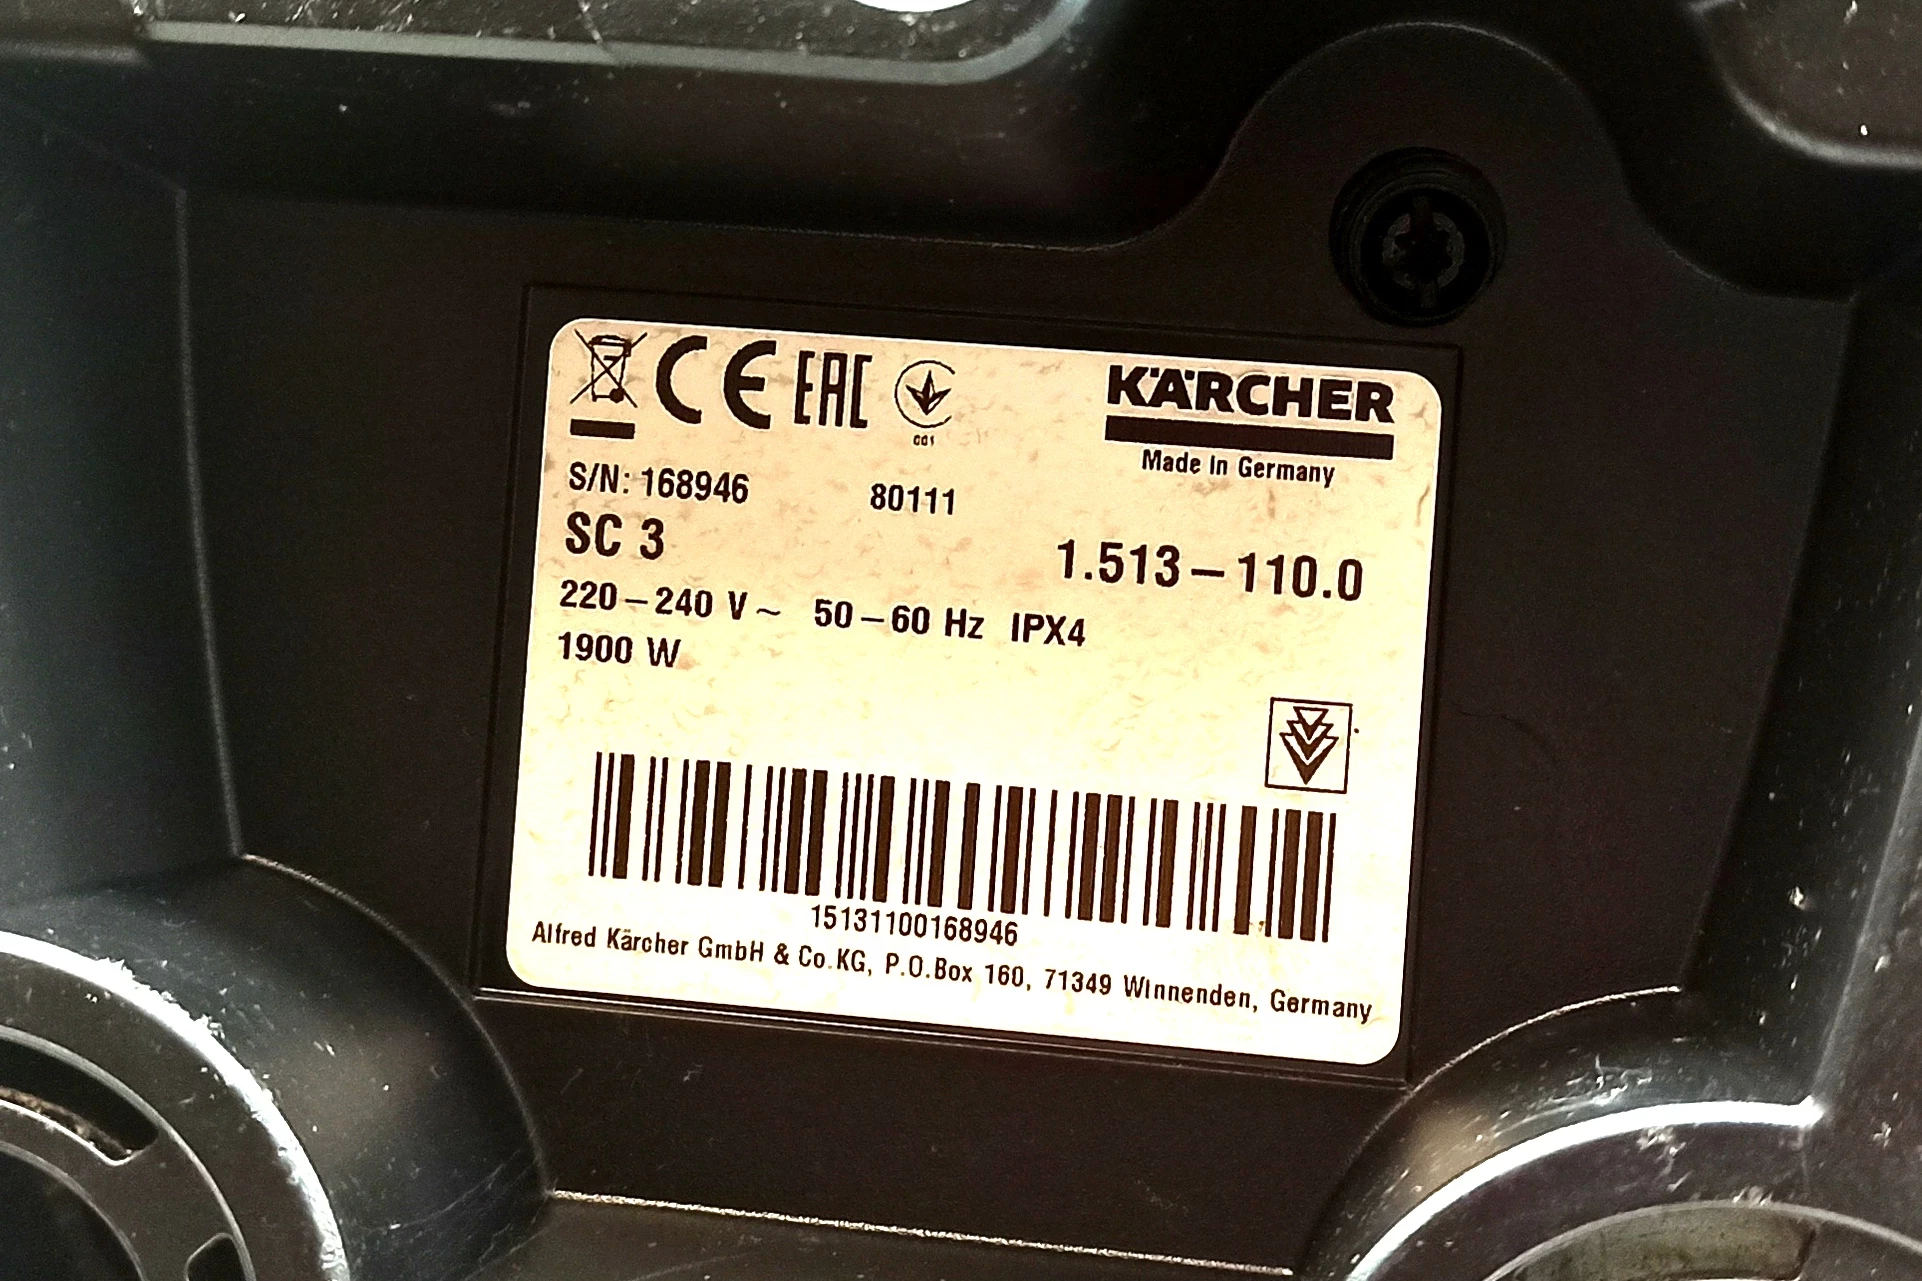 CE EAC
001
KÄRCHER
Made in Germany
S/N: 168946 80111
SC 3 1.513-110.0
220-240 V~ 50-60 Hz IPX4
1900 W
15131100168946
Alfred Kärcher GmbH & Co.KG, P.O.Box 160, 71349 Winnenden, Germany